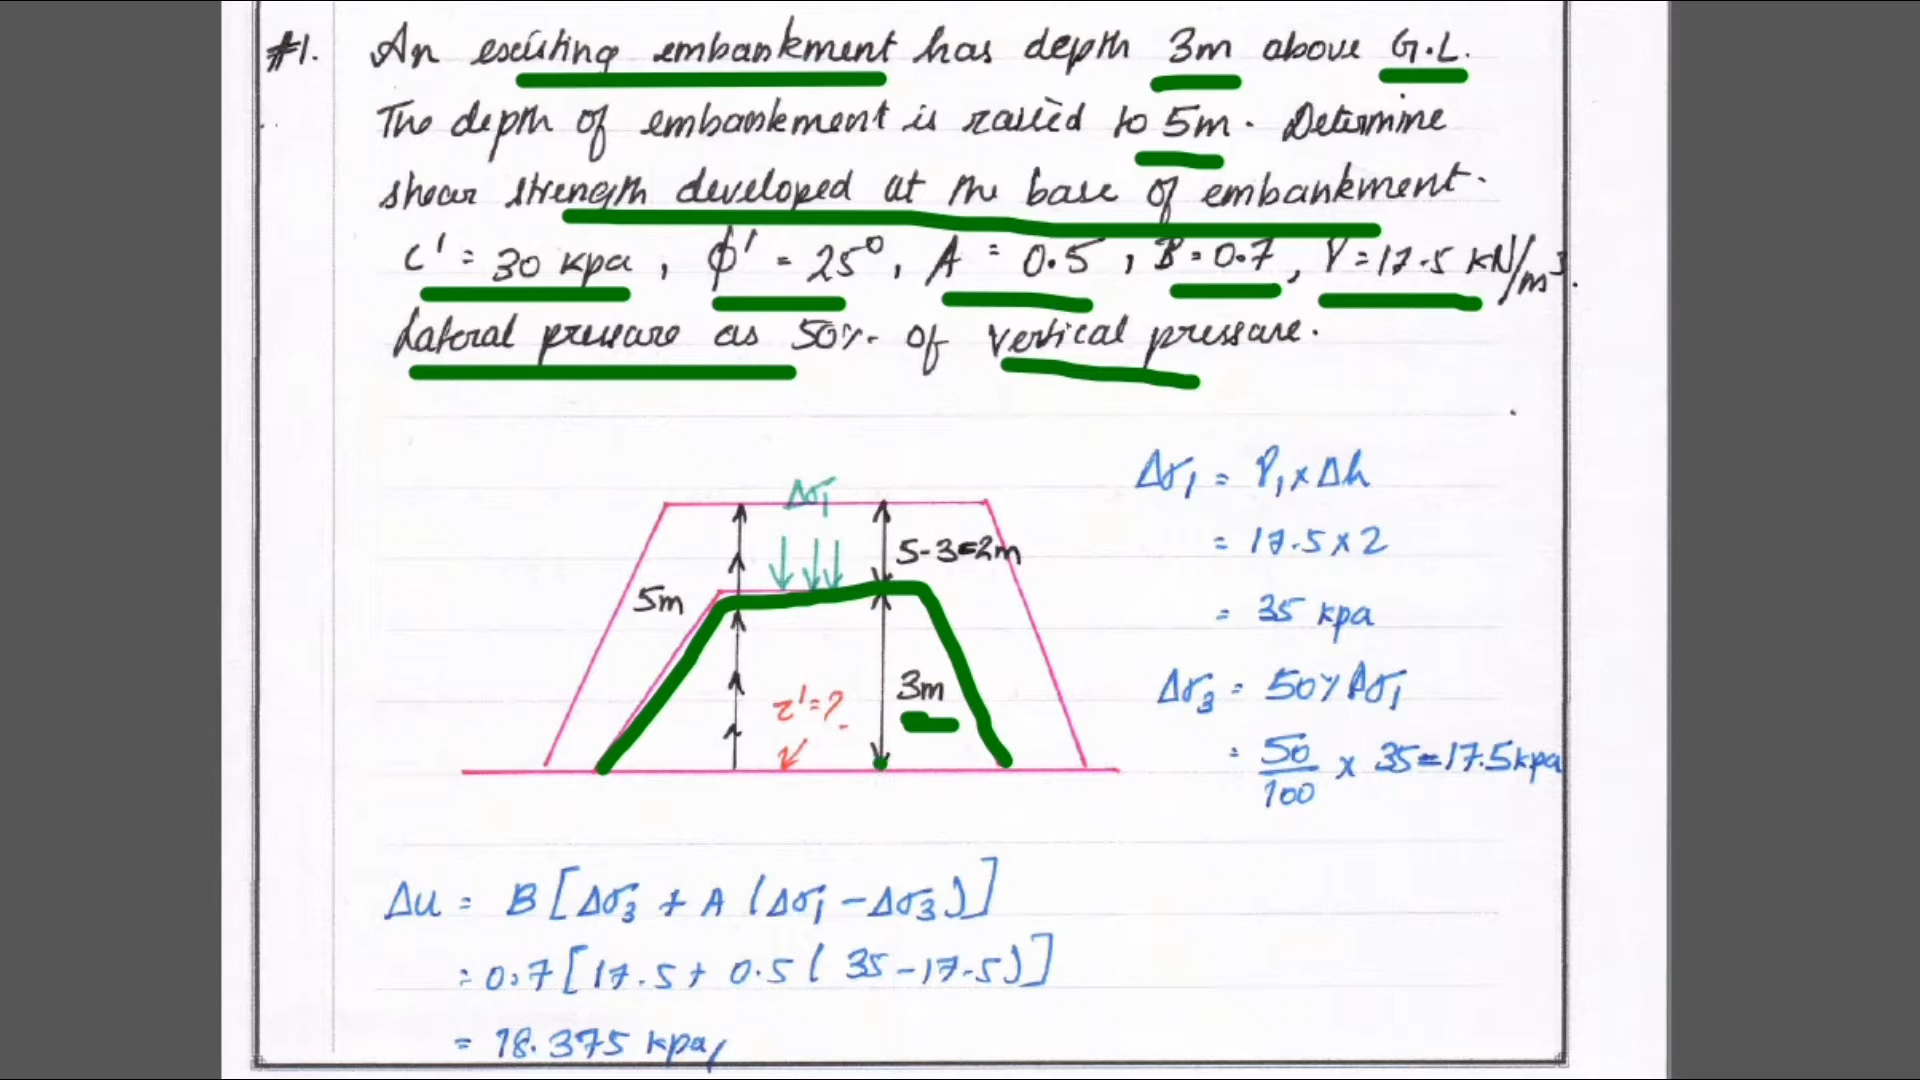 #1. An existing embankment has depth 3m above G.L.
The depth of embankment is raised to 5m. Determine
shear strength developed at the base of embankment.
C' = 30 kpa, ϕ' = 25°, A = 0.5, B = 0.7, γ = 17.5 kN/m³.
Lateral pressure as 50% of vertical pressure.
Δσ₁
5-3=2m
5m
3m
τ' = ?
Δσ₁ = γ₁ × Δh
= 17.5 × 2
= 35 kpa
Δσ₃ = 50% Δσ₁
= 50/100 × 35 = 17.5 kpa
Δu = B [Δσ₃ + A (Δσ₁ - Δσ₃)]
= 0.7 [17.5 + 0.5 (35 - 17.5)]
= 18.375 kpa,